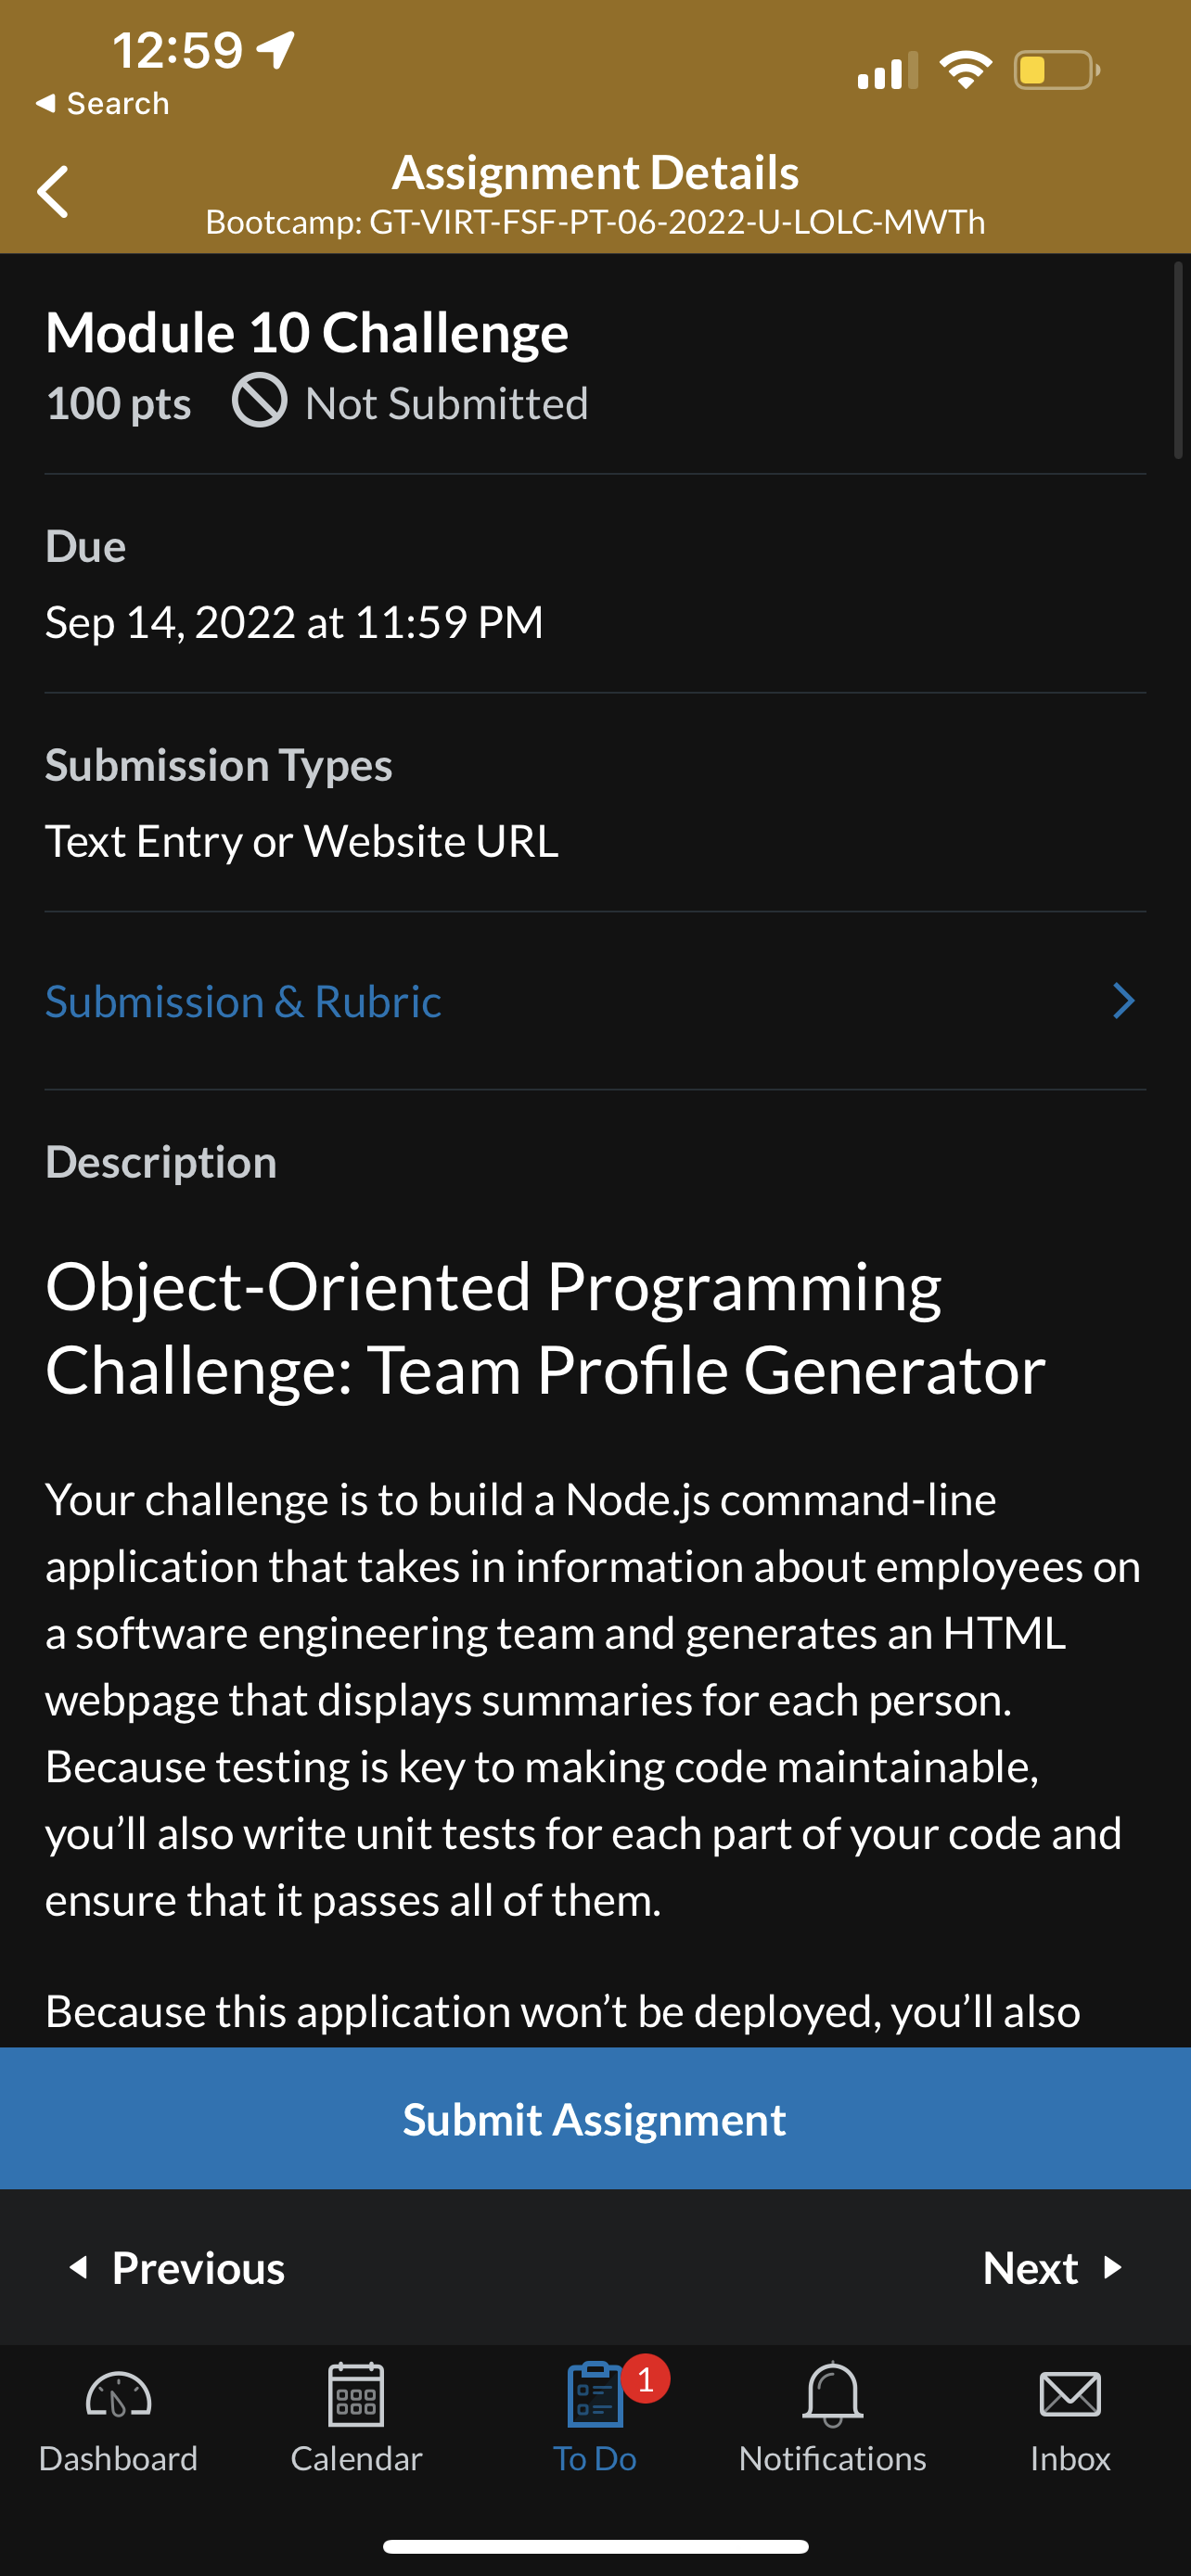 12:59
Search
Assignment Details
Bootcamp: GT-VIRT-FSF-PT-06-2022-U-LOLC-MWTh
Module 10 Challenge
100 pts Not Submitted
Due
Sep 14, 2022 at 11:59 PM
Submission Types
Text Entry or Website URL
Submission & Rubric
Description
Object-Oriented Programming
Challenge: Team Profile Generator
Your challenge is to build a Node.js command-line
application that takes in information about employees on
a software engineering team and generates an HTML
webpage that displays summaries for each person.
Because testing is key to making code maintainable,
you’ll also write unit tests for each part of your code and
ensure that it passes all of them.
Because this application won’t be deployed, you’ll also
Submit Assignment
Previous Next
1
Dashboard Calendar To Do Notifications Inbox